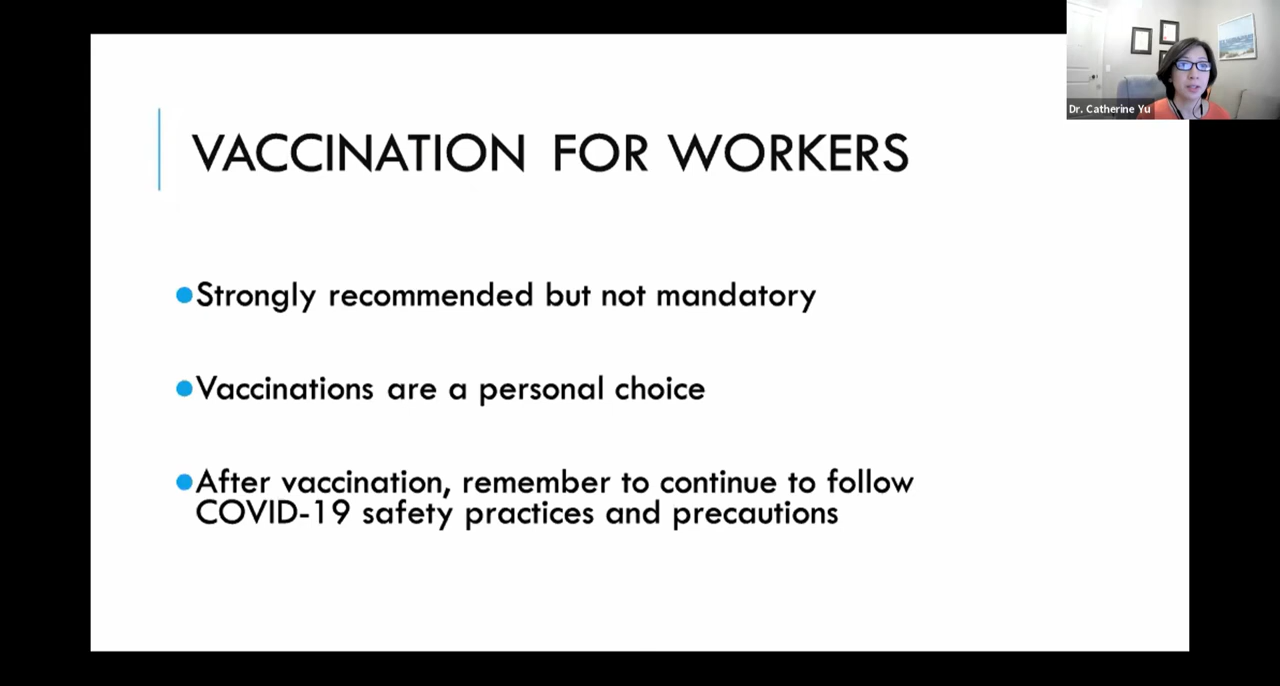 VACCINATION FOR WORKERS
Strongly recommended but not mandatory
Vaccinations are a personal choice
After vaccination, remember to continue to follow
COVID-19 safety practices and precautions
Dr. Catherine Yu